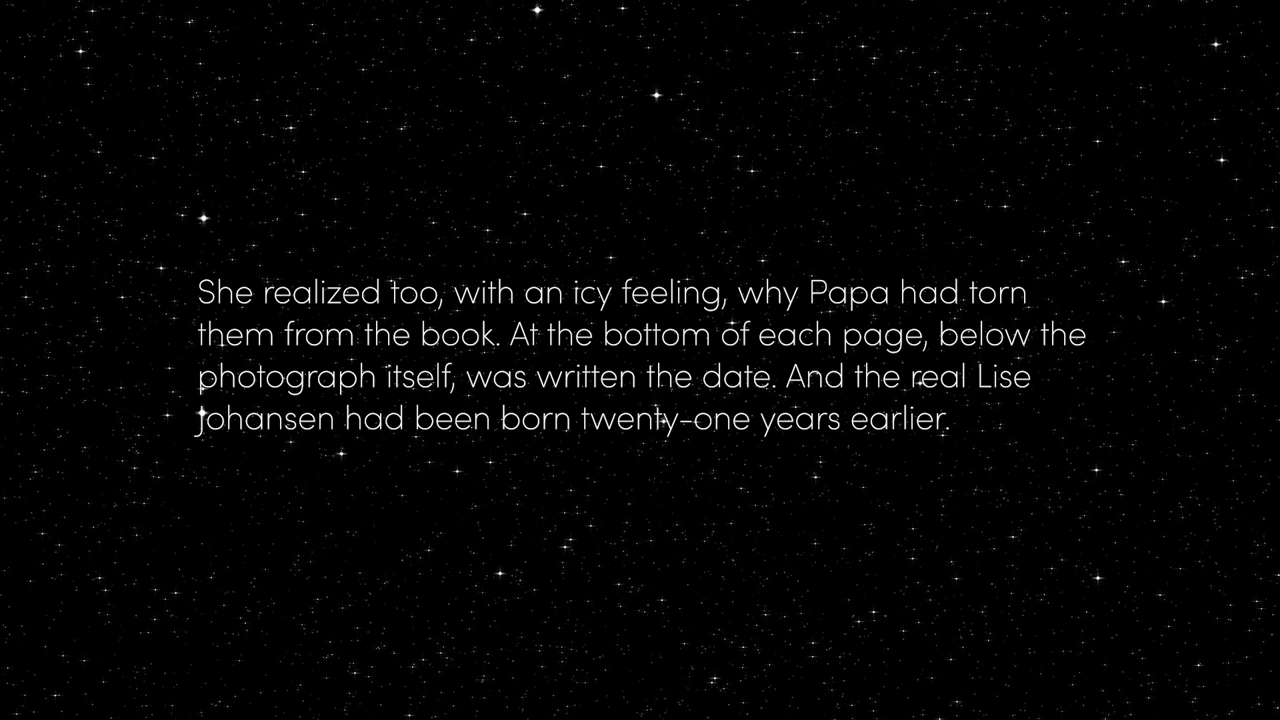 She realized too, with an icy feeling, why Papa had torn
them from the book. At the bottom of each page, below the
photograph itself, was written the date. And the real Lise
Johansen had been born twenty-one years earlier.